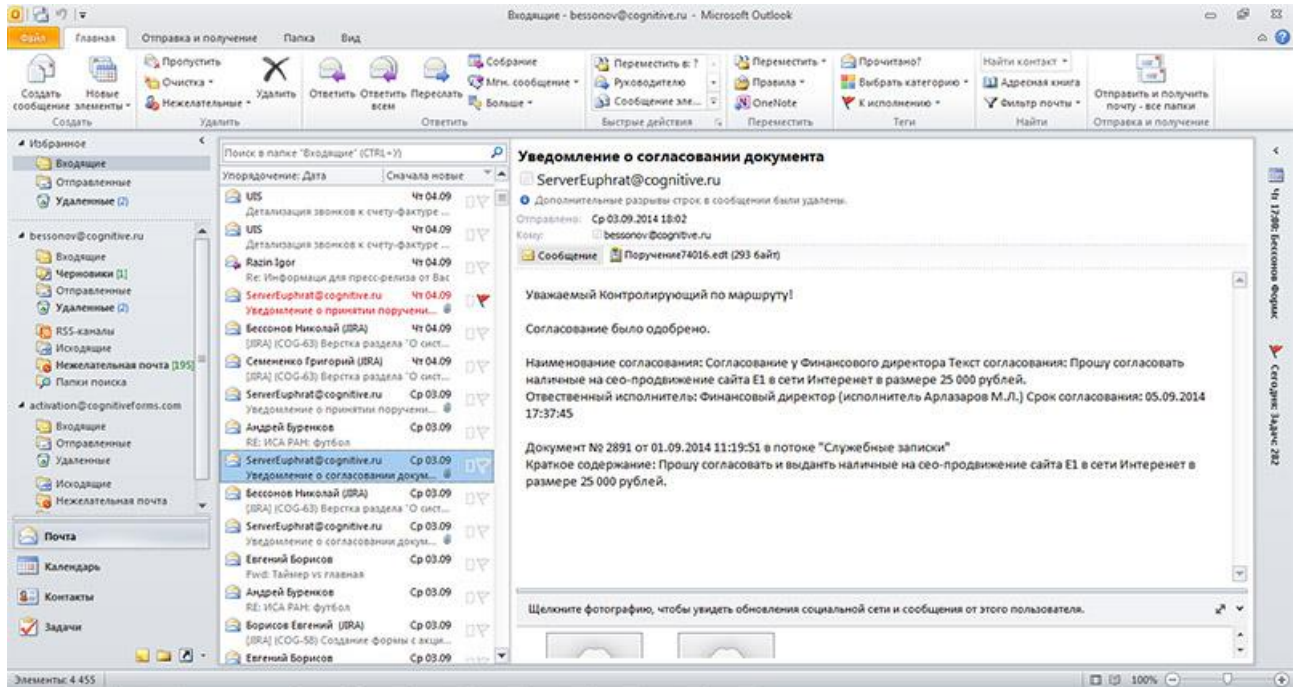 Входящие - bessonov@cognitive.ru - Microsoft Outlook
Файл Главная Отправка и получение Папка Вид
Создать сообщение
Новые элементы
Создать
Пропустить
Очистка
Нежелательные
Удалить
Удалить
Ответить
Ответить всем
Переслать
Собрание
Мгн. сообщение
Больше
Ответить
Переместить в: ?
Руководителю
Сообщение эле...
Быстрые действия
Переместить
Правила
OneNote
Переместить
Прочитано?
Выбрать категорию
К исполнению
Теги
Найти контакт
Адресная книга
Фильтр почты
Найти
Отправить и получить
почту - все папки
Отправка и получение
Избранное
Входящие
Отправленные
Удаленные (2)
bessonov@cognitive.ru
Входящие
Черновики [1]
Отправленные
Удаленные (2)
RSS-каналы
Исходящие
Нежелательная почта [195]
Папки поиска
activation@cognitiveforms.com
Входящие
Отправленные
Удаленные
Исходящие
Нежелательная почта
Почта
Календарь
Контакты
Задачи
Поиск в папке "Входящие" (CTRL+У)
Упорядочение: Дата Сначала новые
UIS Чт 04.09
Детализация звонков к счету-фактуре ...
UIS Чт 04.09
Детализация звонков к счету-фактуре ...
Razin Igor Чт 04.09
Re: Информаци для пресс-релиза от Вас
ServerEuphrat@cognitive.ru Чт 04.09
Уведомление о принятии поручени...
Бессонов Николай (JIRA) Чт 04.09
[JIRA] (COG-63) Верстка раздела "О сист...
Семененко Григорий (JIRA) Чт 04.09
[JIRA] (COG-63) Верстка раздела "О сист...
ServerEuphrat@cognitive.ru Ср 03.09
Уведомление о принятии поручени...
Андрей Буренков Ср 03.09
RE: ИСА РАН: футбол
ServerEuphrat@cognitive.ru Ср 03.09
Уведомление о согласовании докум...
Бессонов Николай (JIRA) Ср 03.09
[JIRA] (COG-63) Верстка раздела "О сист...
ServerEuphrat@cognitive.ru Ср 03.09
Уведомление о согласовании докум...
Евгений Борисов Ср 03.09
Fwd: Таймер vs главная
Андрей Буренков Ср 03.09
RE: ИСА РАН: футбол
Борисов Евгений (JIRA) Ср 03.09
[JIRA] (COG-58) Создание формы с акци...
Евгений Борисов Ср 03.09
Уведомление о согласовании документа
ServerEuphrat@cognitive.ru
Дополнительные разрывы строк в сообщении были удалены.
Отправлено: Ср 03.09.2014 18:02
Кому: bessonov@cognitive.ru
Сообщение Поручение74016.edt (293 байт)
Уважаемый Контролирующий по маршруту!
Согласование было одобрено.
Наименование согласования: Согласование у Финансового директора Текст согласования: Прошу согласовать
наличные на сео-продвижение сайта Е1 в сети Интеренет в размере 25 000 рублей.
Отвественный исполнитель: Финансовый директор (исполнитель Арлазаров М.Л.) Срок согласования: 05.09.2014
17:37:45
Документ № 2891 от 01.09.2014 11:19:51 в потоке "Служебные записки"
Краткое содержание: Прошу согласовать и выдать наличные на сео-продвижение сайта Е1 в сети Интеренет в
размере 25 000 рублей.
Щелкните фотографию, чтобы увидеть обновления социальной сети и сообщения от этого пользователя.
Чт 17:00: Бессонов Формс
Сегодня: Задач: 282
Элементы: 4 455
100%